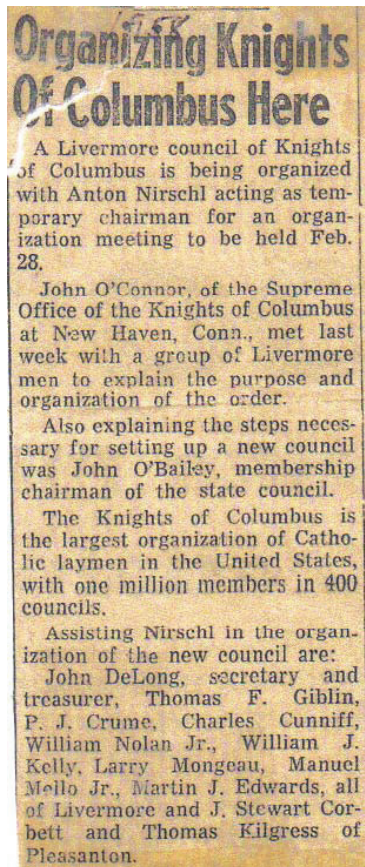 Organizing Knights
Of Columbus Here
A Livermore council of Knights
of Columbus is being organized
with Anton Nirschl acting as tem-
porary chairman for an organ-
ization meeting to be held Feb.
28.
John O'Connor, of the Supreme
Office of the Knights of Columbus
at New Haven, Conn., met last
week with a group of Livermore
men to explain the purpose and
organization of the order.
Also explaining the steps neces-
sary for setting up a new council
was John O'Bailey, membership
chairman of the state council.
The Knights of Columbus is
the largest organization of Catho-
lic laymen in the United States,
with one million members in 400
councils.
Assisting Nirschl in the organ-
ization of the new council are:
John DeLong, secretary and
treasurer, Thomas F. Giblin,
P. J. Crume, Charles Cunniff,
William Nolan Jr., William J.
Kelly, Larry Mongeau, Manuel
Mello Jr., Martin J. Edwards, all
of Livermore and J. Stewart Cor-
bett and Thomas Kilgress of
Pleasanton.